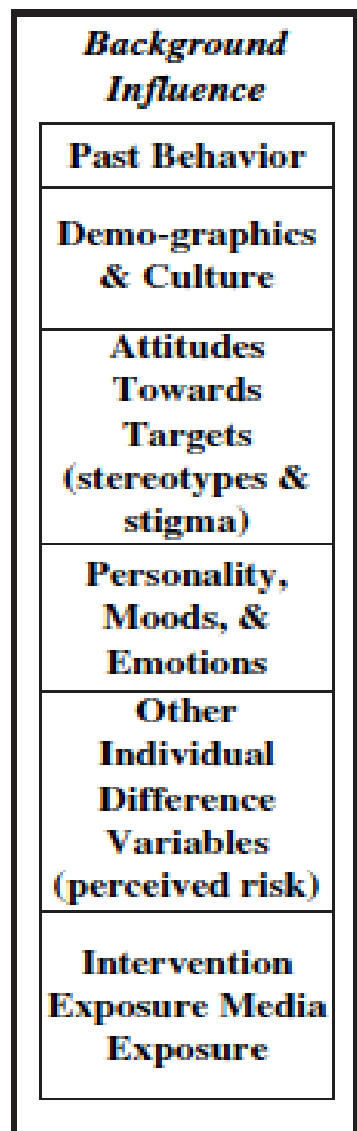 Background
Influence
Past Behavior
Demo-graphics
& Culture
Attitudes
Towards
Targets
(stereotypes &
stigma)
Personality,
Moods, &
Emotions
Other
Individual
Difference
Variables
(perceived risk)
Intervention
Exposure Media
Exposure